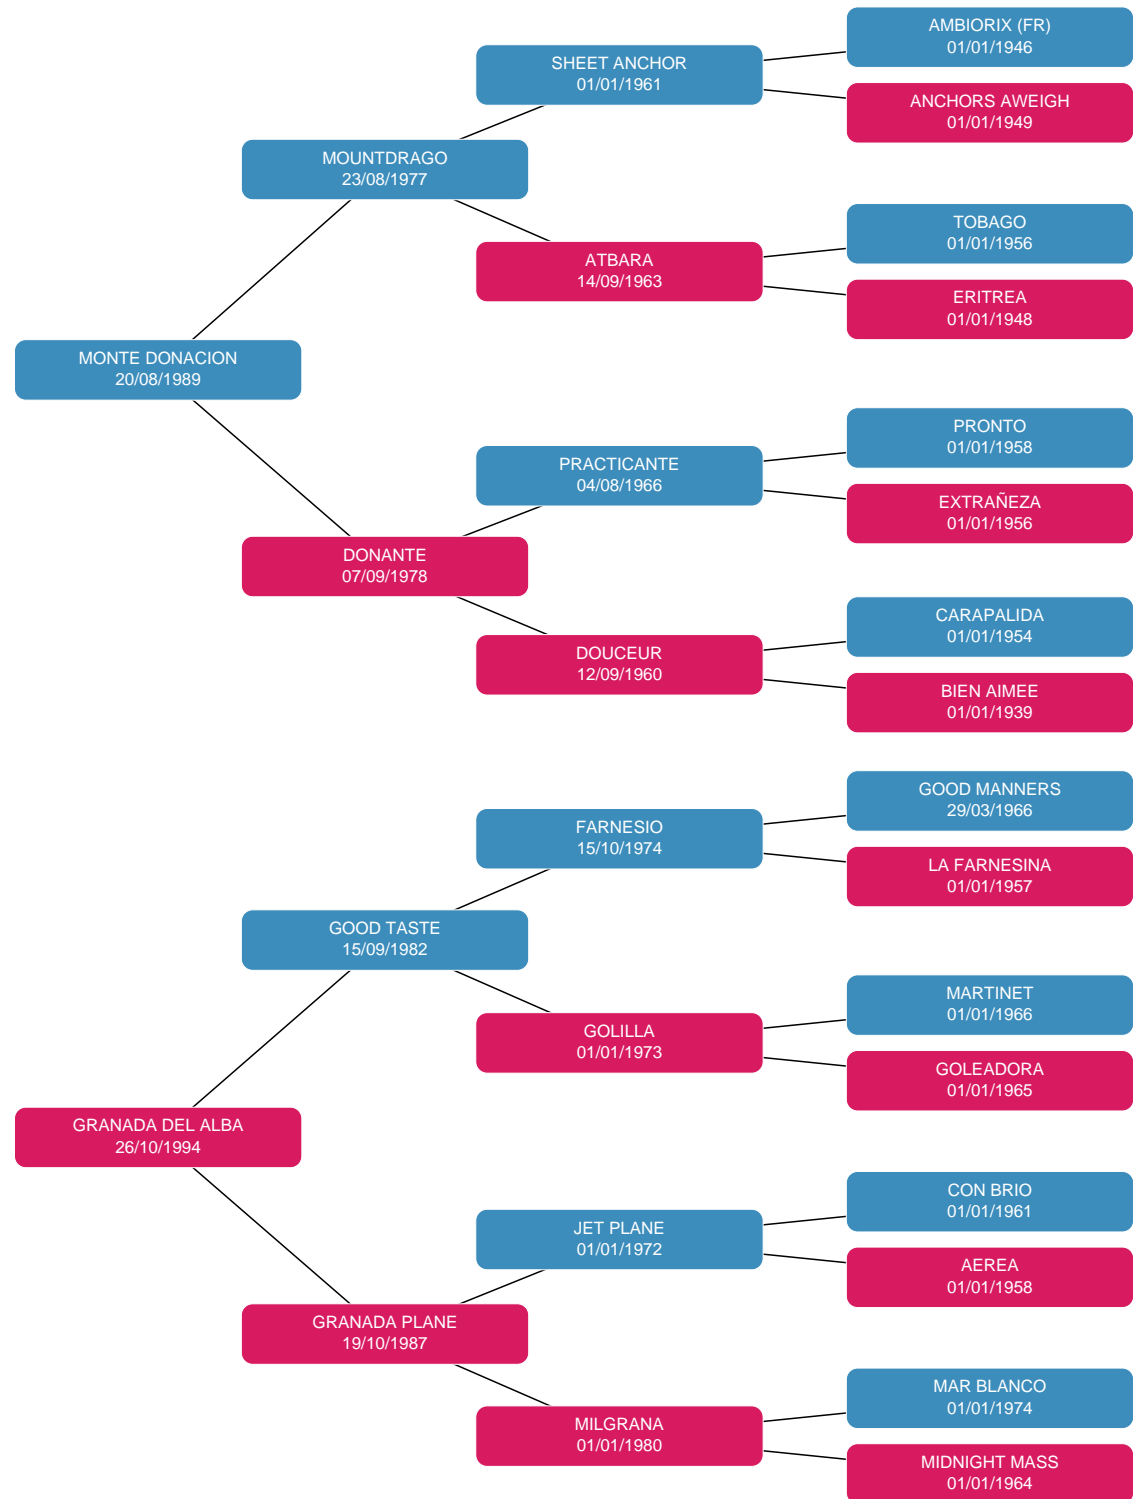 AMBIORIX (FR)
01/01/1946
SHEET ANCHOR
01/01/1961
ANCHORS AWEIGH
01/01/1949
MOUNTDRAGO
23/08/1977
TOBAGO
01/01/1956
ATBARA
14/09/1963
ERITREA
01/01/1948
MONTE DONACION
20/08/1989
PRONTO
01/01/1958
PRACTICANTE
04/08/1966
EXTRAÑEZA
01/01/1956
DONANTE
07/09/1978
CARAPALIDA
01/01/1954
DOUCEUR
12/09/1960
BIEN AIMEE
01/01/1939
GOOD MANNERS
29/03/1966
FARNESIO
15/10/1974
LA FARNESINA
01/01/1957
GOOD TASTE
15/09/1982
MARTINET
01/01/1966
GOLILLA
01/01/1973
GOLEADORA
01/01/1965
GRANADA DEL ALBA
26/10/1994
CON BRIO
01/01/1961
JET PLANE
01/01/1972
AEREA
01/01/1958
GRANADA PLANE
19/10/1987
MAR BLANCO
01/01/1974
MILGRANA
01/01/1980
MIDNIGHT MASS
01/01/1964